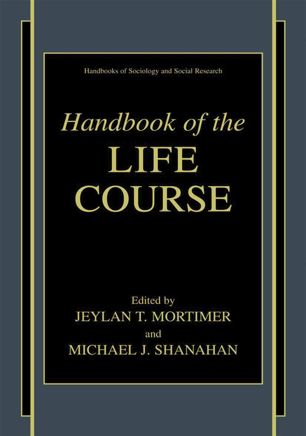 Handbooks of Sociology and Social Research
Handbook of the
LIFE
COURSE
Edited by
JEYLAN T. MORTIMER
and
MICHAEL J. SHANAHAN